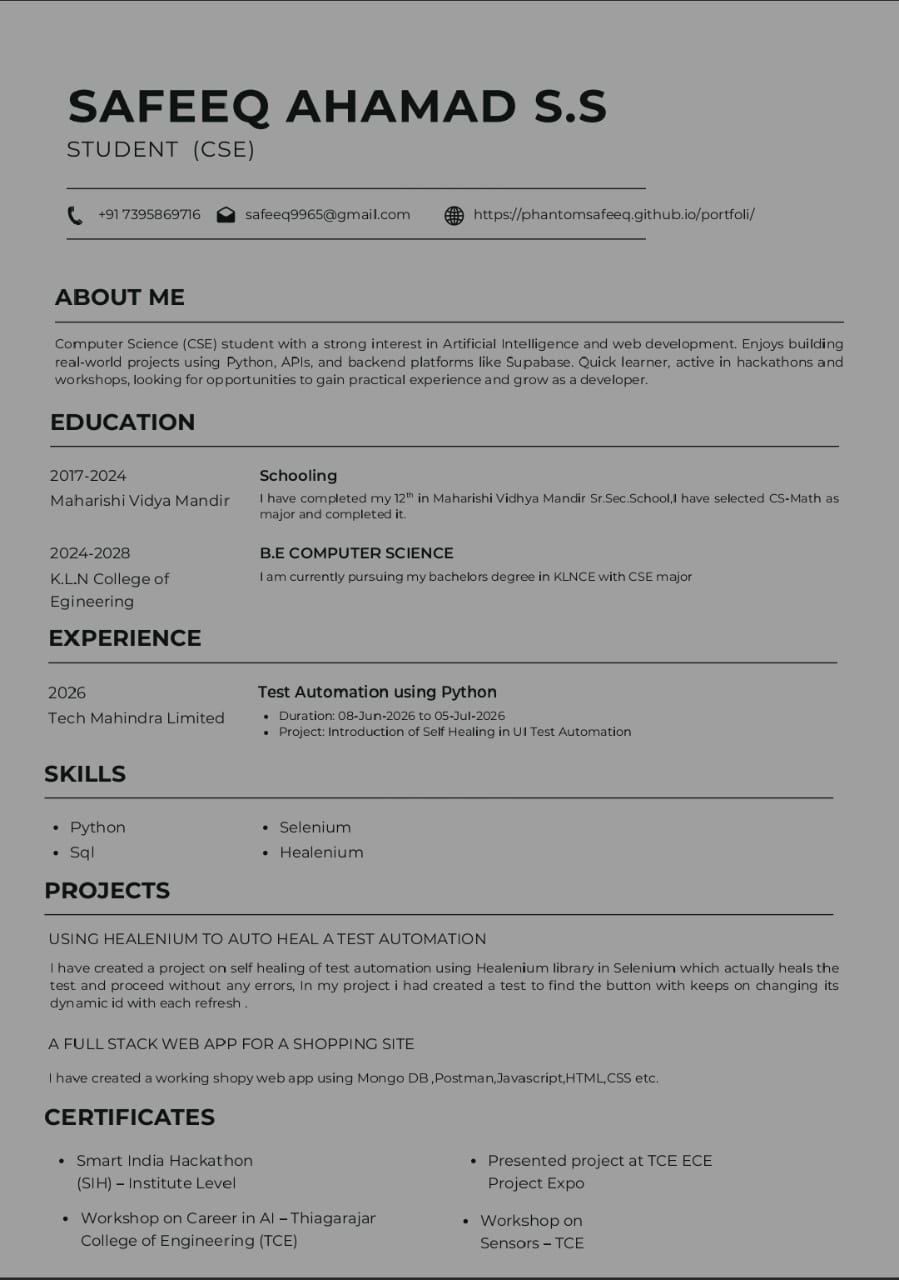 SAFEEQ AHAMAD S.S
STUDENT (CSE)
+91 7395869716 safeeq9965@gmail.com https://phantomsafeeq.github.io/portfoli/
ABOUT ME
Computer Science (CSE) student with a strong interest in Artificial Intelligence and web development. Enjoys building
real-world projects using Python, APIs, and backend platforms like Supabase. Quick learner, active in hackathons and
workshops, looking for opportunities to gain practical experience and grow as a developer.
EDUCATION
2017-2024
Maharishi Vidya Mandir
Schooling
I have completed my 12th in Maharishi Vidhya Mandir Sr.Sec.School,I have selected CS-Math as
major and completed it.
2024-2028
K.L.N College of
Egineering
B.E COMPUTER SCIENCE
I am currently pursuing my bachelors degree in KLNCE with CSE major
EXPERIENCE
2026
Tech Mahindra Limited
Test Automation using Python
• Duration: 08-Jun-2026 to 05-Jul-2026
• Project: Introduction of Self Healing in UI Test Automation
SKILLS
• Python
• Sql
• Selenium
• Healenium
PROJECTS
USING HEALENIUM TO AUTO HEAL A TEST AUTOMATION
I have created a project on self healing of test automation using Healenium library in Selenium which actually heals the
test and proceed without any errors, In my project i had created a test to find the button with keeps on changing its
dynamic id with each refresh .
A FULL STACK WEB APP FOR A SHOPPING SITE
I have created a working shopy web app using Mongo DB ,Postman,Javascript,HTML,CSS etc.
CERTIFICATES
• Smart India Hackathon
(SIH) – Institute Level
• Workshop on Career in AI – Thiagarajar
College of Engineering (TCE)
• Presented project at TCE ECE
Project Expo
• Workshop on
Sensors – TCE